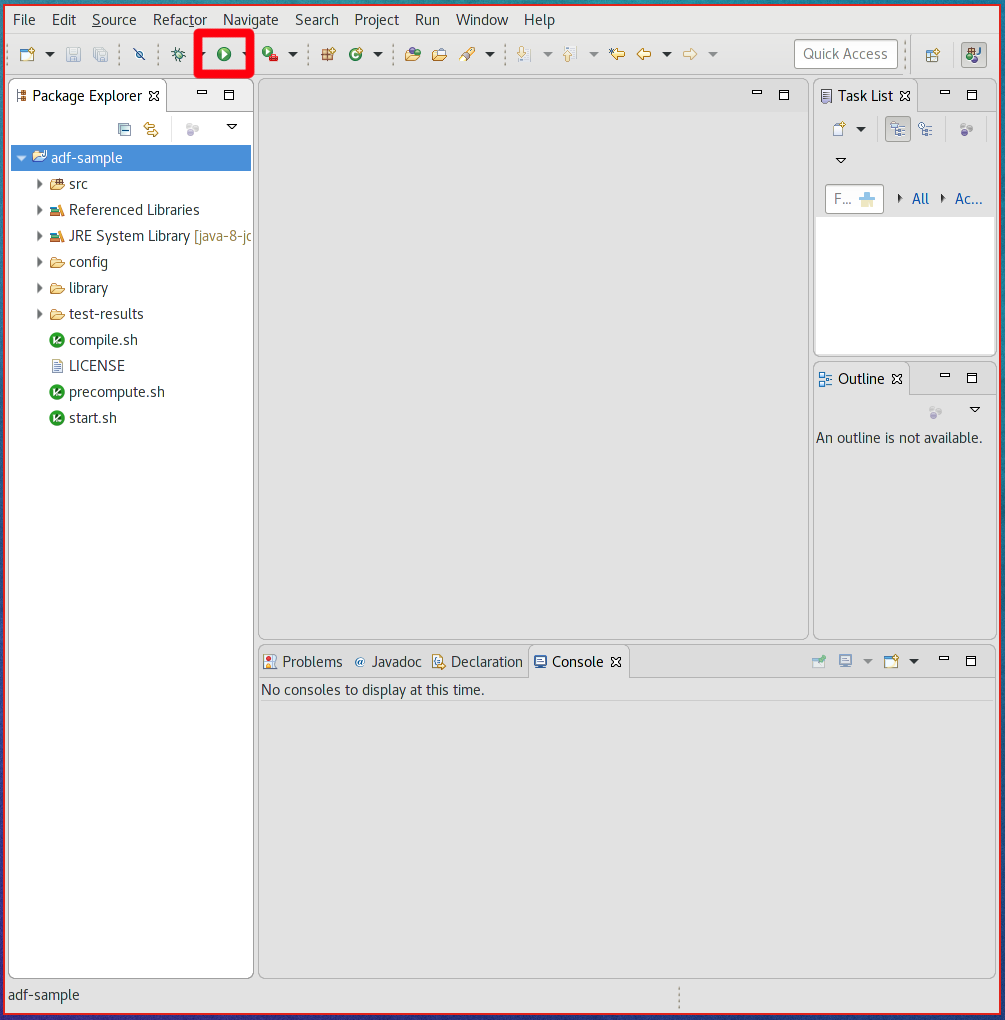 File Edit Source Refactor Navigate Search Project Run Window Help
Quick Access
Package Explorer
Task List
adf-sample
src
Referenced Libraries
JRE System Library [java-8-jc
config
library
test-results
compile.sh
LICENSE
precompute.sh
start.sh
F... All Ac...
Outline
An outline is not available.
Problems @ Javadoc Declaration Console
No consoles to display at this time.
adf-sample